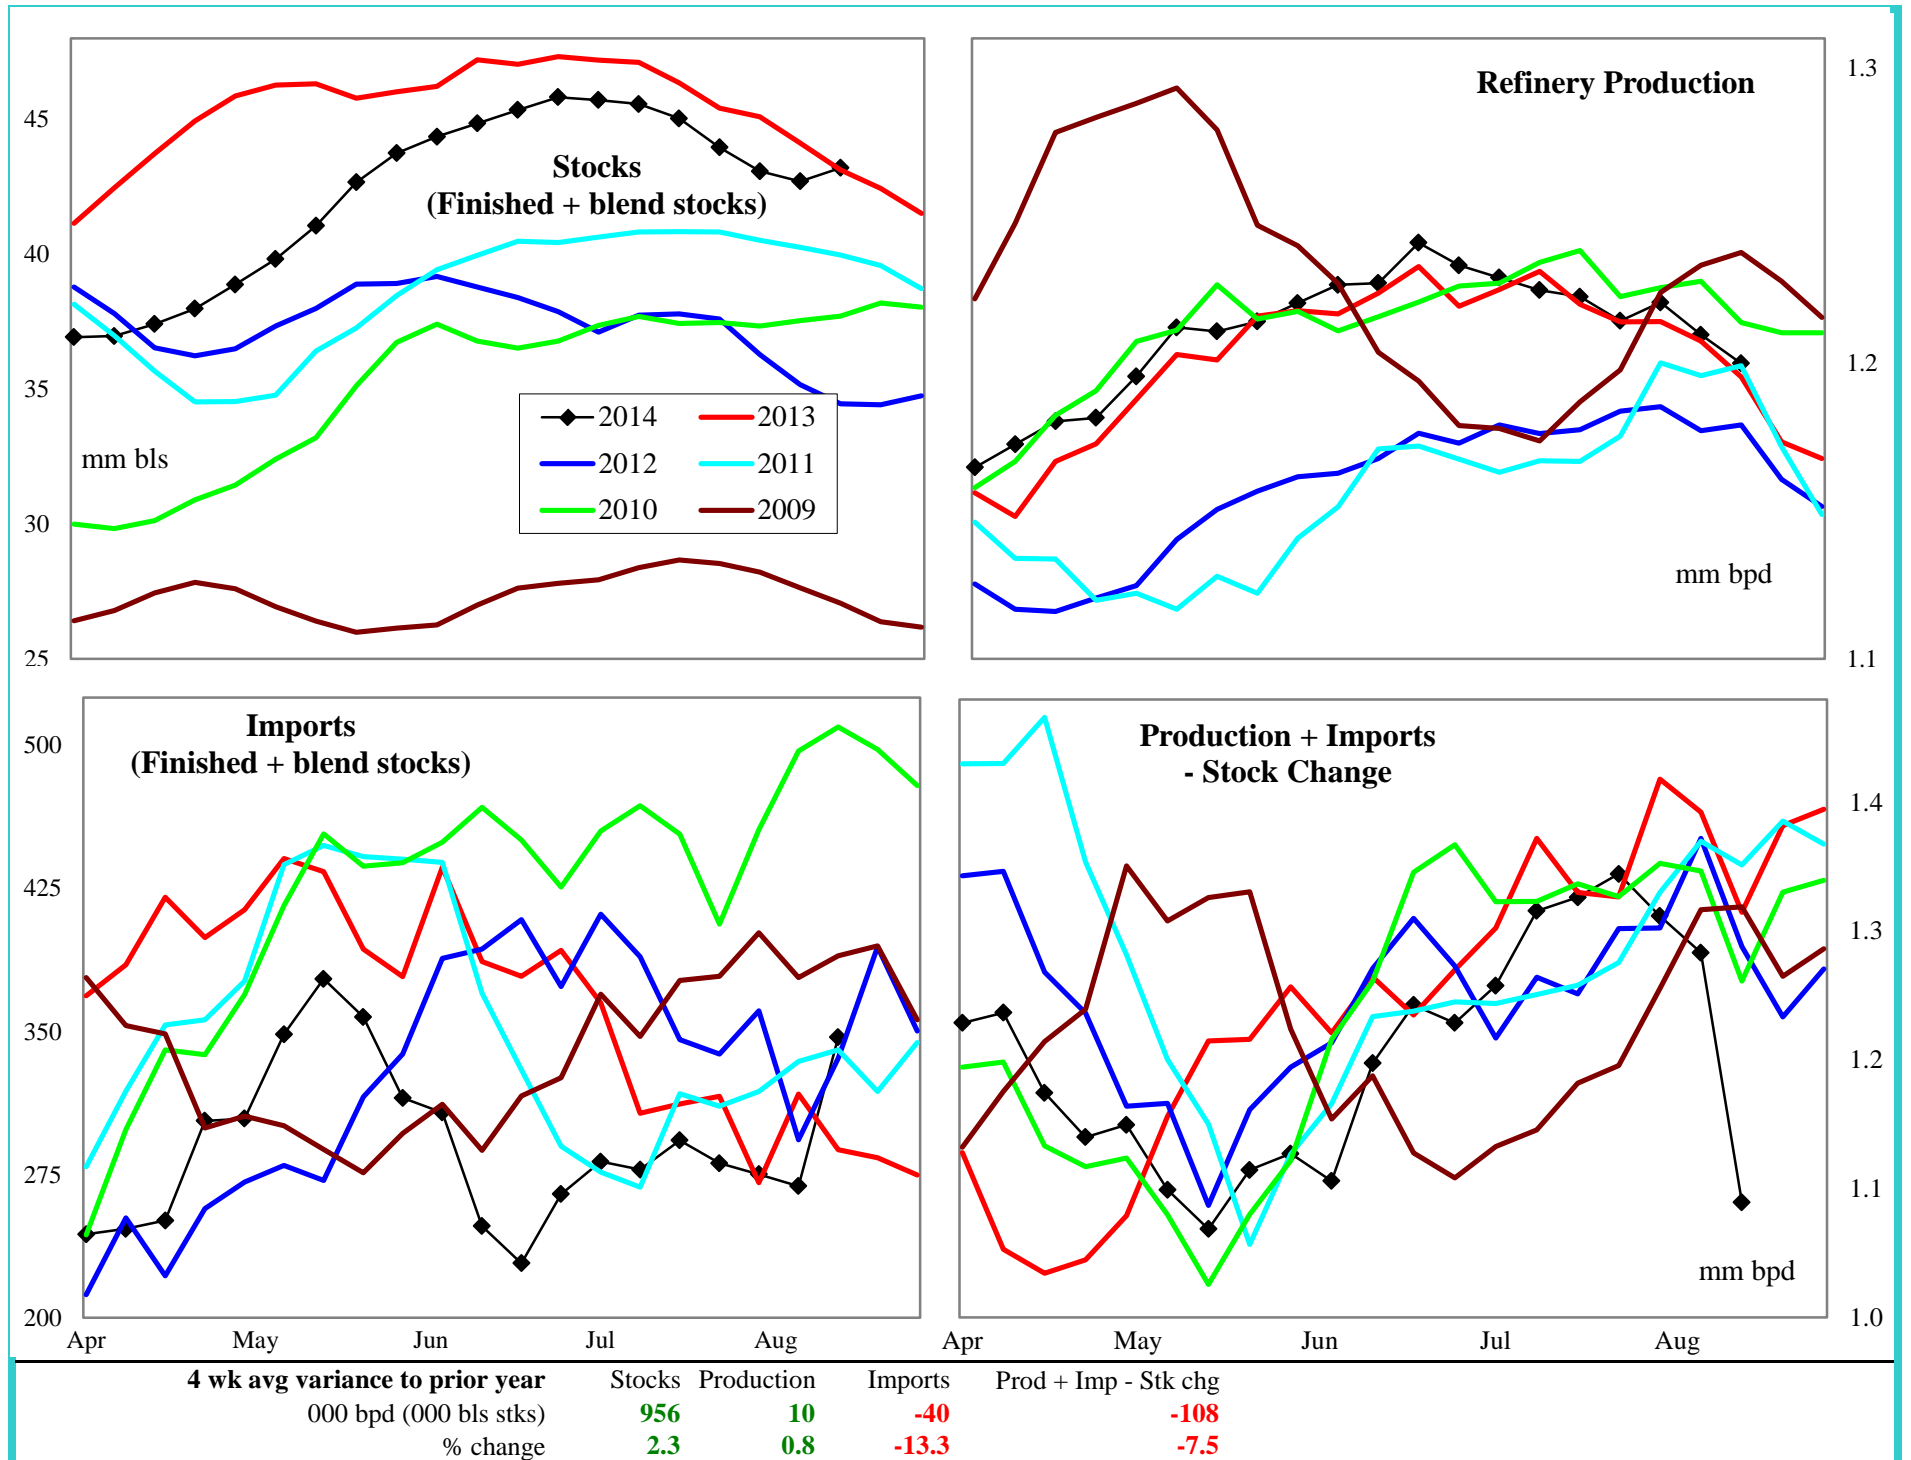 45
40
35
30
25
Stocks
(Finished + blend stocks)
mm bls
2014 2013
2012 2011
2010 2009
Refinery Production
mm bpd
1.3
1.2
1.1
Imports
(Finished + blend stocks)
500
425
350
275
200
Apr May Jun Jul Aug
Production + Imports
- Stock Change
mm bpd
1.4
1.3
1.2
1.1
1.0
Apr May Jun Jul Aug
4 wk avg variance to prior year Stocks Production Imports Prod + Imp - Stk chg
000 bpd (000 bls stks) 956 10 -40 -108
% change 2.3 0.8 -13.3 -7.5